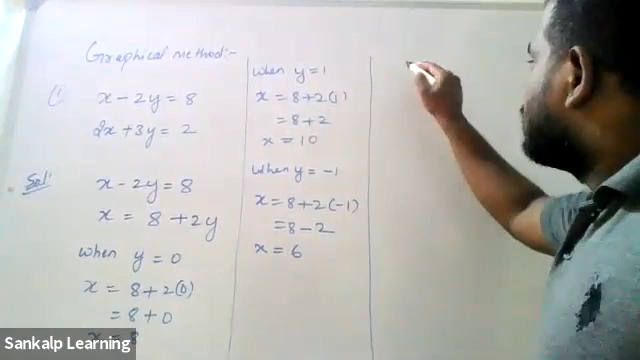 Graphical method:-
(i) x - 2y = 8
2x + 3y = 2
Sol:
x - 2y = 8
x = 8 + 2y
when y = 0
x = 8 + 2(0)
= 8 + 0
x = 8
when y = 1
x = 8 + 2(1)
= 8 + 2
x = 10
when y = -1
x = 8 + 2(-1)
= 8 - 2
x = 6
Sankalp Learning